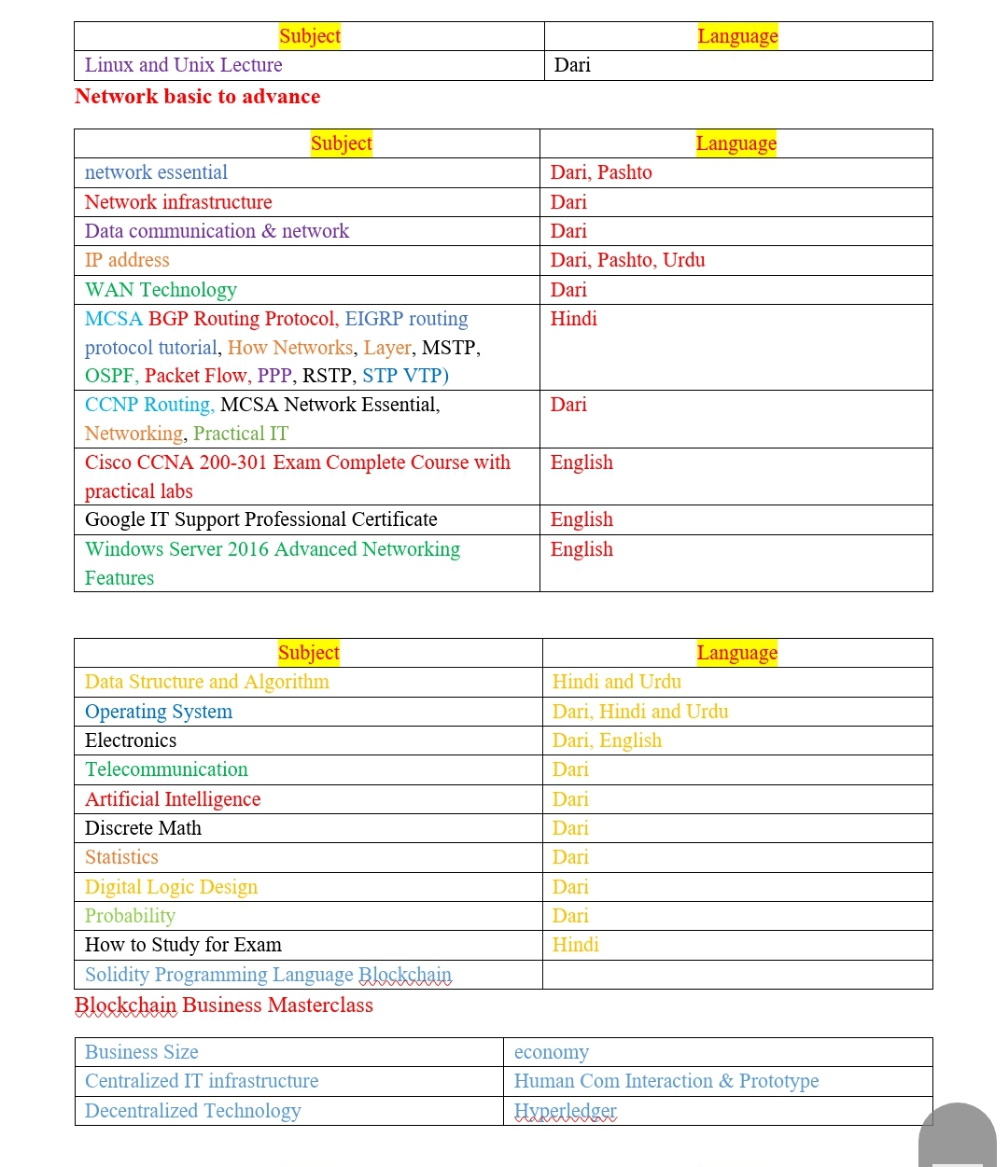 Subject Language
Linux and Unix Lecture Dari
Network basic to advance
Subject Language
network essential Dari, Pashto
Network infrastructure Dari
Data communication & network Dari
IP address Dari, Pashto, Urdu
WAN Technology Dari
MCSA BGP Routing Protocol, EIGRP routing Hindi
protocol tutorial, How Networks, Layer, MSTP,
OSPF, Packet Flow, PPP, RSTP, STP VTP)
CCNP Routing, MCSA Network Essential, Dari
Networking, Practical IT
Cisco CCNA 200-301 Exam Complete Course with English
practical labs
Google IT Support Professional Certificate English
Windows Server 2016 Advanced Networking English
Features
Subject Language
Data Structure and Algorithm Hindi and Urdu
Operating System Dari, Hindi and Urdu
Electronics Dari, English
Telecommunication Dari
Artificial Intelligence Dari
Discrete Math Dari
Statistics Dari
Digital Logic Design Dari
Probability Dari
How to Study for Exam Hindi
Solidity Programming Language Blockchain
Blockchain Business Masterclass
Business Size economy
Centralized IT infrastructure Human Com Interaction & Prototype
Decentralized Technology Hyperledger